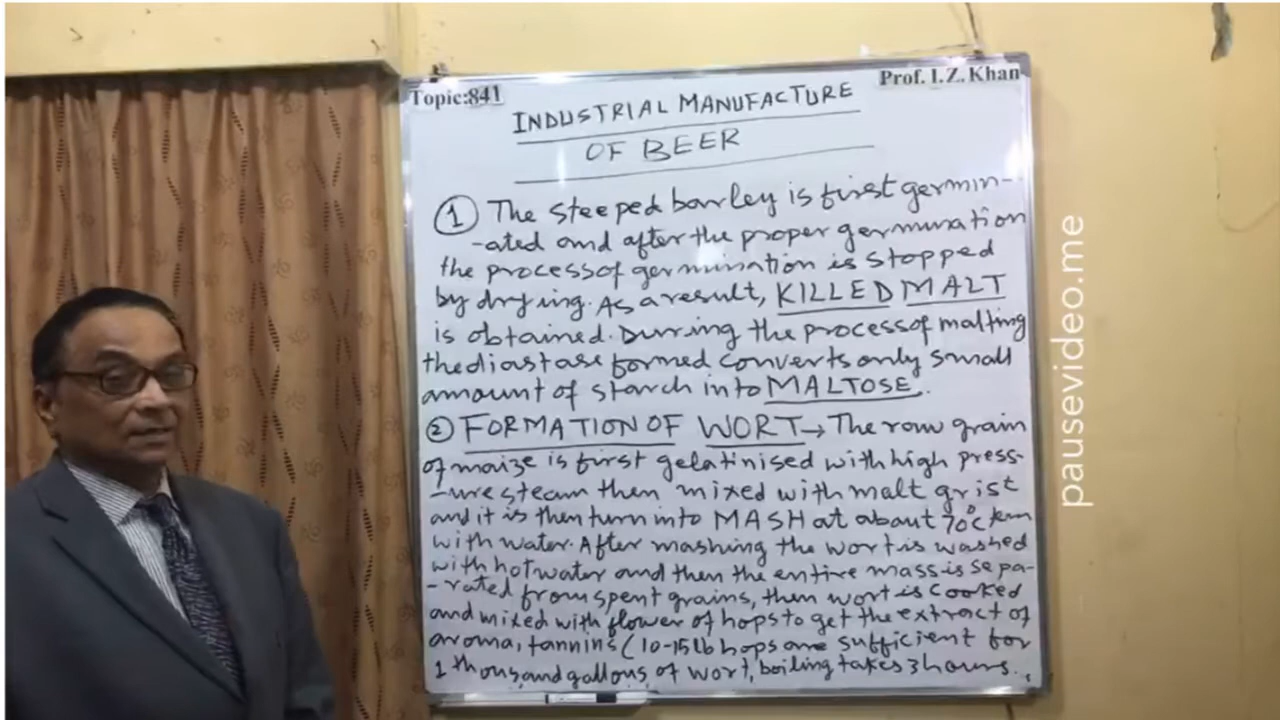 Topic:841
Prof. I.Z. Khan
INDUSTRIAL MANUFACTURE
OF BEER
① The steeped barley is first germin-
-ated and after the proper germination
the process of germination is stopped
by drying. As a result, KILLED MALT
is obtained. During the process of malting
the diastase formed converts only small
amount of starch into MALTOSE.
② FORMATION OF WORT → The raw grain
of maize is first gelatinised with high press-
-ure steam then mixed with malt grist
and it is then turn into MASH at about 70°C
with water. After mashing the wort is washed
with hot water and then the entire mass is sepa-
-rated from spent grains, then wort is cooked
and mixed with flower of hops to get the extract of
aroma, tannins (10-15 lb hops are sufficient for
1 thousand gallons of wort, boiling takes 3 hours.
pausevideo.me